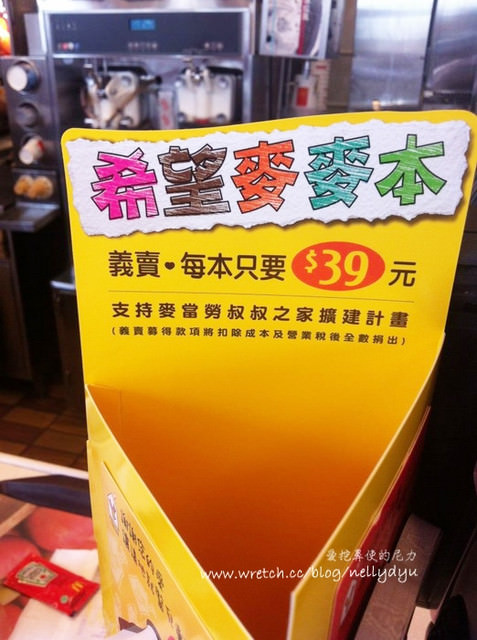 希望麥麥本
義賣♥每本只要 $39 元
支持麥當勞叔叔之家擴建計畫
(義賣募得款項將扣除成本及營業稅後全數捐出)
愛挖鼻使的尼力
www.wretch.cc/blog/nellydyu